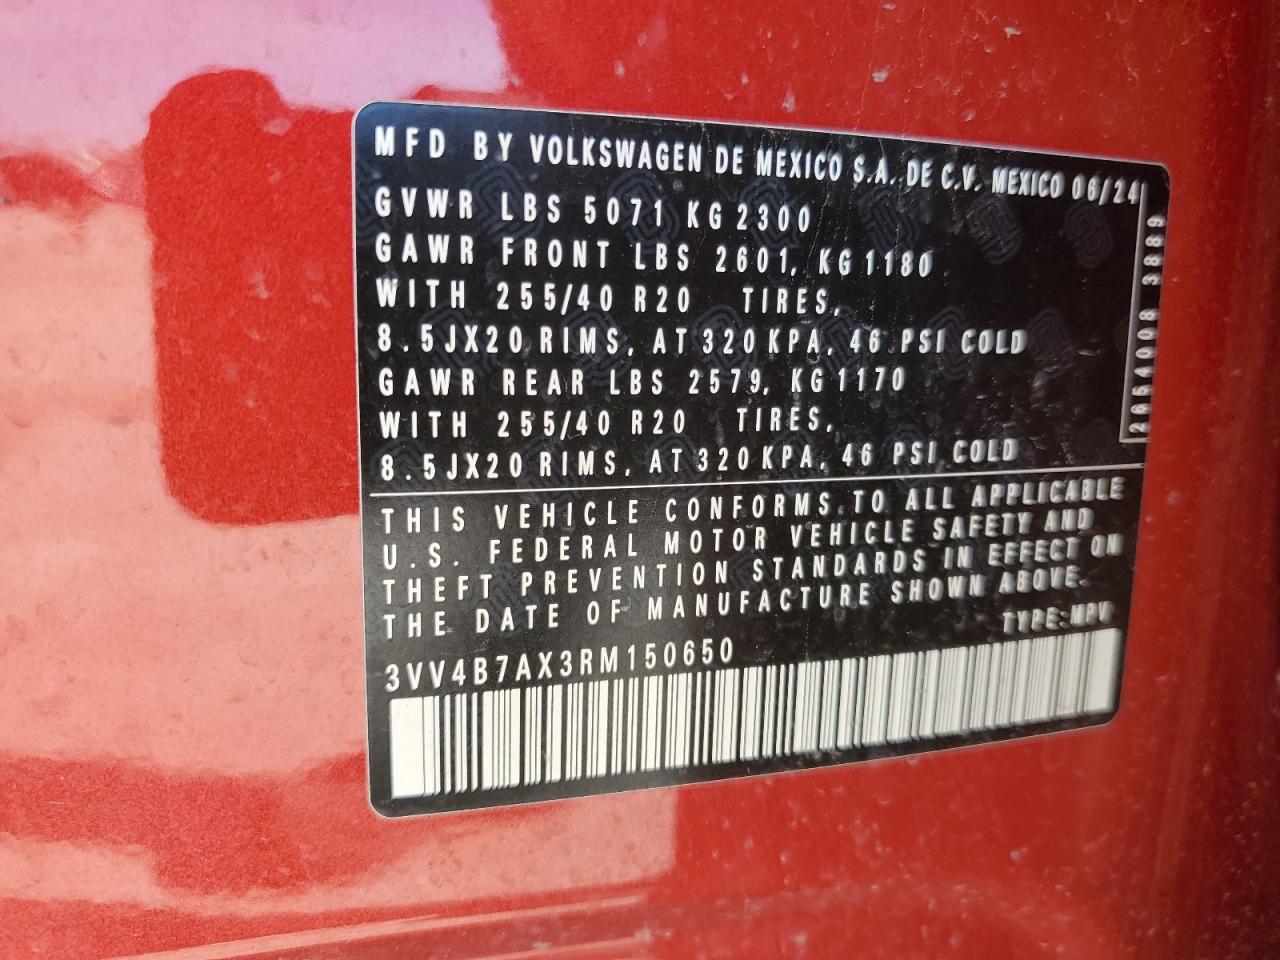 MFD BY VOLKSWAGEN DE MEXICO S.A. DE C.V. MEXICO 06/24
GVWR LBS 5071 KG 2300
GAWR FRONT LBS 2601, KG 1180
WITH 255/40 R20 TIRES,
8.5JX20 RIMS, AT 320 KPA, 46 PSI COLD
GAWR REAR LBS 2579, KG 1170
WITH 255/40 R20 TIRES,
8.5JX20 RIMS, AT 320 KPA, 46 PSI COLD
2664008 3889
THIS VEHICLE CONFORMS TO ALL APPLICABLE
U.S. FEDERAL MOTOR VEHICLE SAFETY AND
THEFT PREVENTION STANDARDS IN EFFECT ON
THE DATE OF MANUFACTURE SHOWN ABOVE.
TYPE: MPV
3VV4B7AX3RM150650